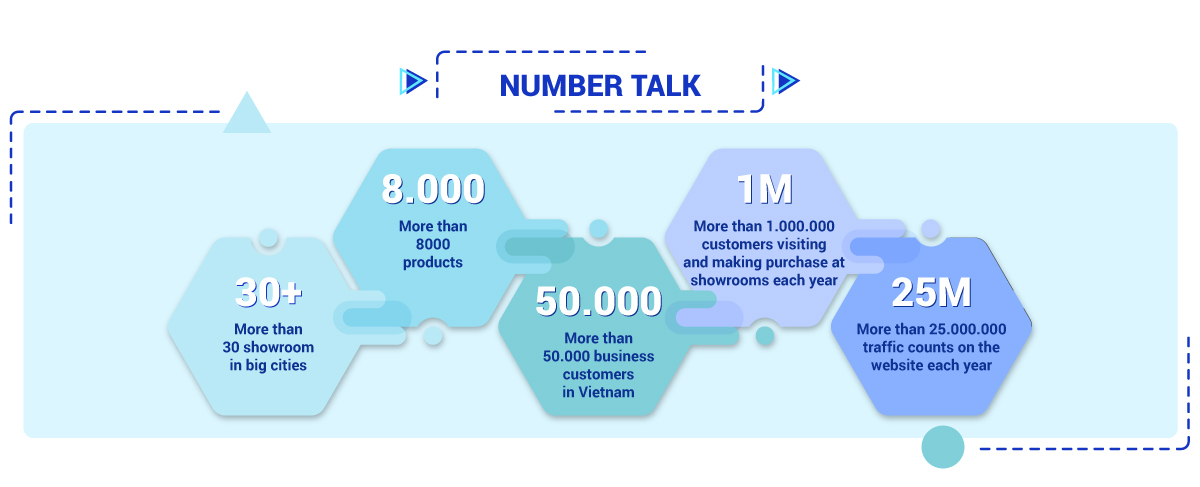 NUMBER TALK
30+
More than
30 showroom
in big cities
8.000
More than
8000
products
50.000
More than
50.000 business
customers
in Vietnam
1M
More than 1.000.000
customers visiting
and making purchase at
showrooms each year
25M
More than 25.000.000
traffic counts on the
website each year